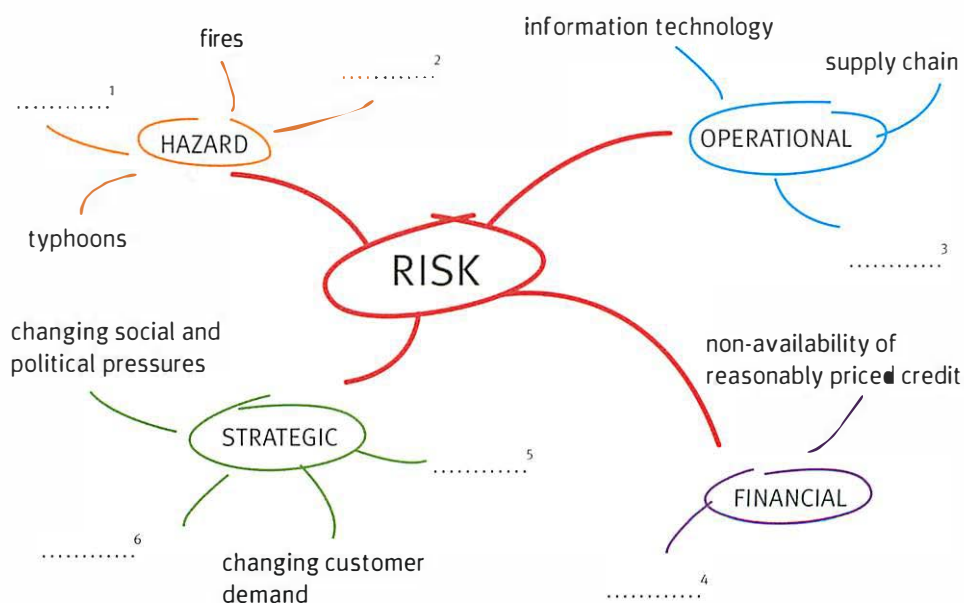 fires
............1
............2
HAZARD
typhoons
information technology
supply chain
OPERATIONAL
............3
RISK
changing social and
political pressures
STRATEGIC
............5
............6
changing customer
demand
non-availability of
reasonably priced credit
FINANCIAL
............4